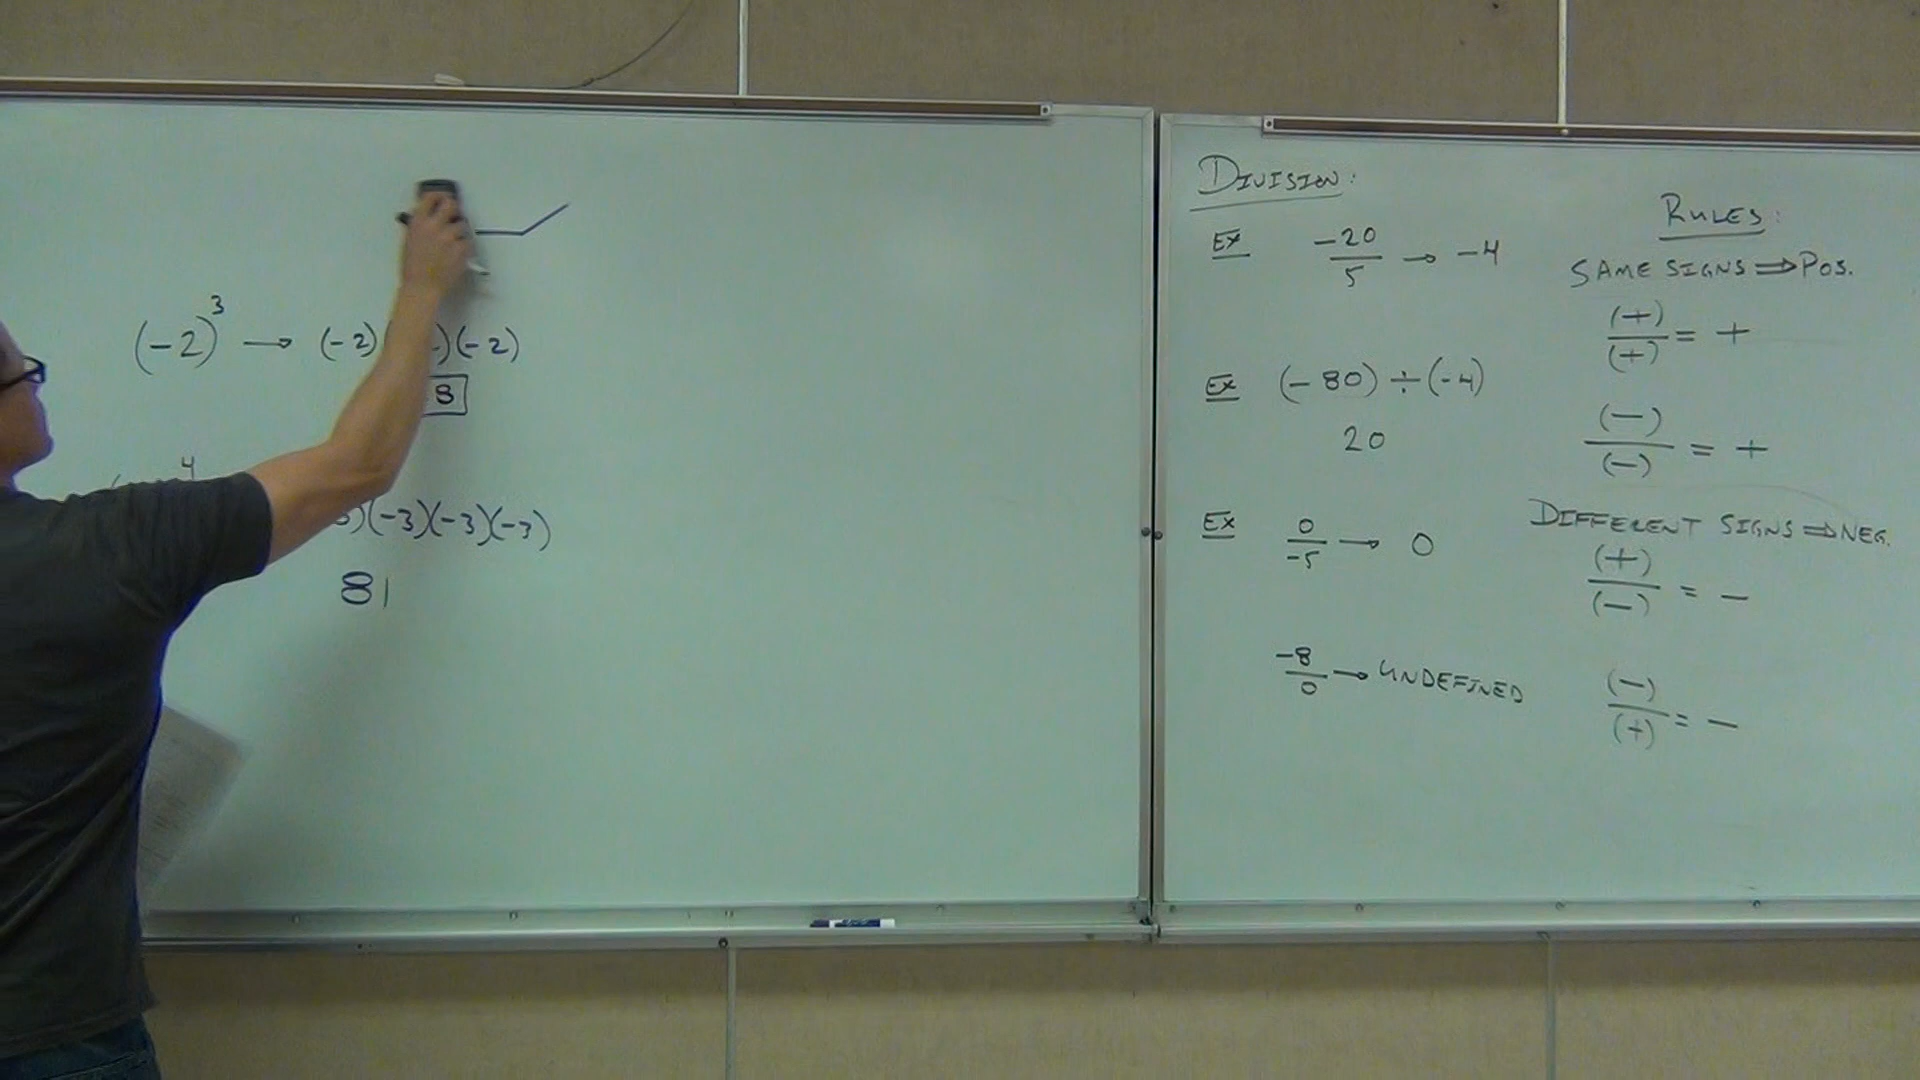 (-2)³ → (-2)( )(-2)
8
4
)(-3)(-3)(-3)
81
DIVISION:
Ex -20/5 → -4
Ex (-80) ÷ (-4)
20
Ex 0/-5 → 0
-8/0 → UNDEFINED
RULES:
SAME SIGNS ⇒ POS.
(+)/(+) = +
(-)/(-) = +
DIFFERENT SIGNS ⇒ NEG.
(+)/(-) = -
(-)/(+) = -